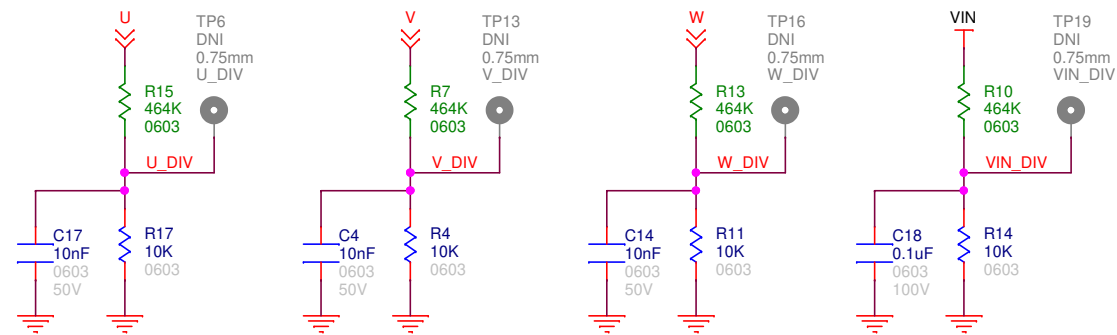 U
TP6
DNI
0.75mm
U_DIV
R15
464K
0603
U_DIV
C17
10nF
0603
50V
R17
10K
0603
V
TP13
DNI
0.75mm
V_DIV
R7
464K
0603
V_DIV
C4
10nF
0603
50V
R4
10K
0603
W
TP16
DNI
0.75mm
W_DIV
R13
464K
0603
W_DIV
C14
10nF
0603
50V
R11
10K
0603
VIN
TP19
DNI
0.75mm
VIN_DIV
R10
464K
0603
VIN_DIV
C18
0.1uF
0603
100V
R14
10K
0603